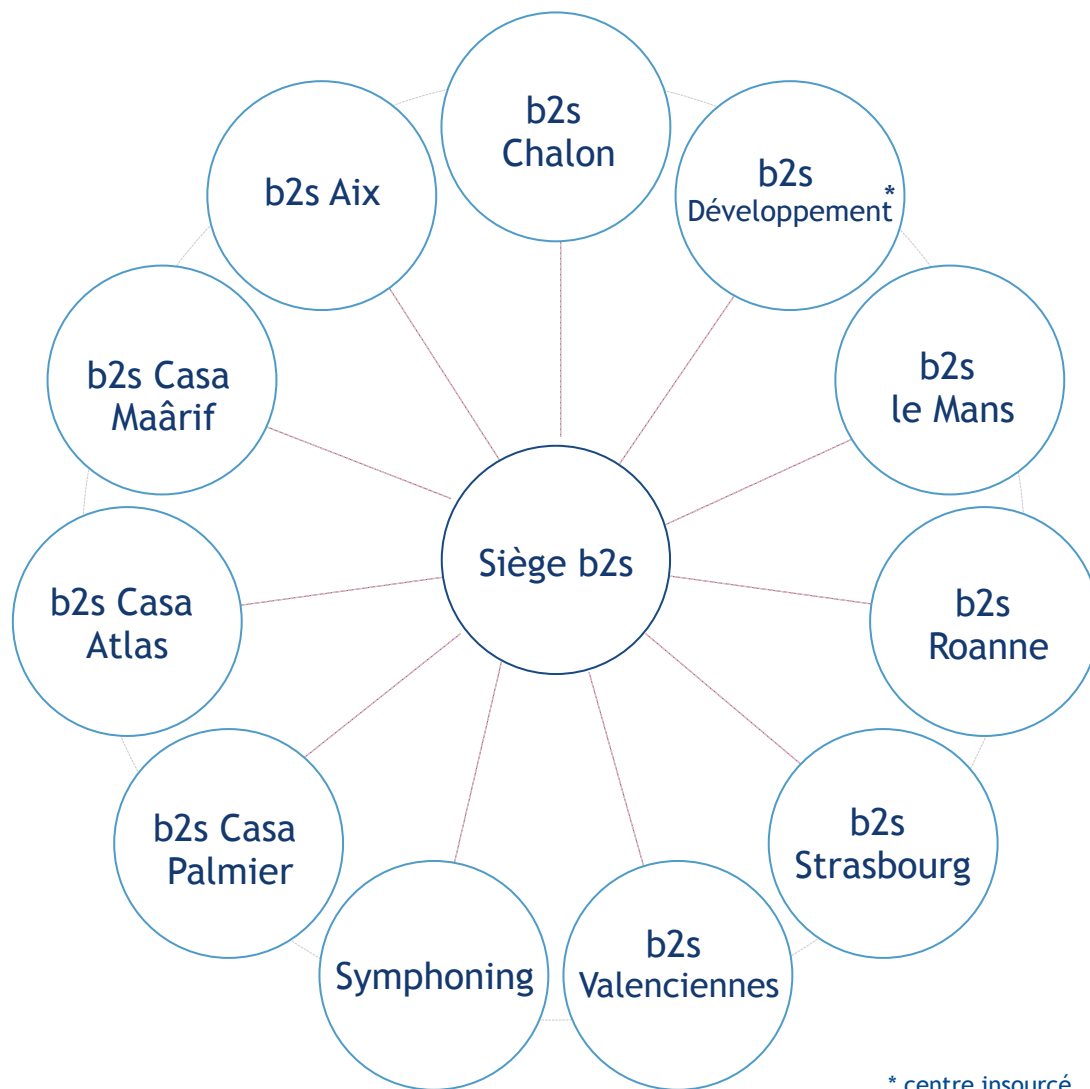 b2s
Chalon
b2s
Développement*
b2s
le Mans
b2s
Roanne
b2s
Strasbourg
b2s
Valenciennes
Symphoning
b2s Casa
Palmier
b2s Casa
Atlas
b2s Casa
Maârif
b2s Aix
Siège b2s
* centre insourcé